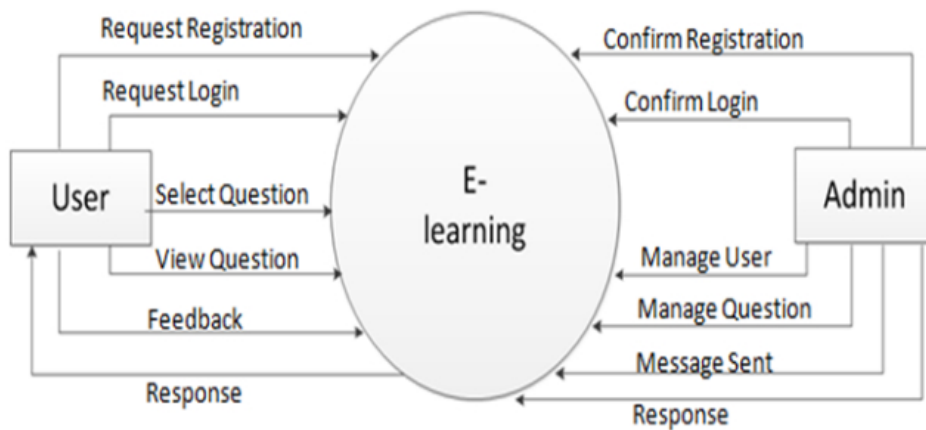 Request Registration
Confirm Registration
Request Login
Confirm Login
User
Select Question
E-
learning
Admin
View Question
Manage User
Feedback
Manage Question
Message Sent
Response
Response